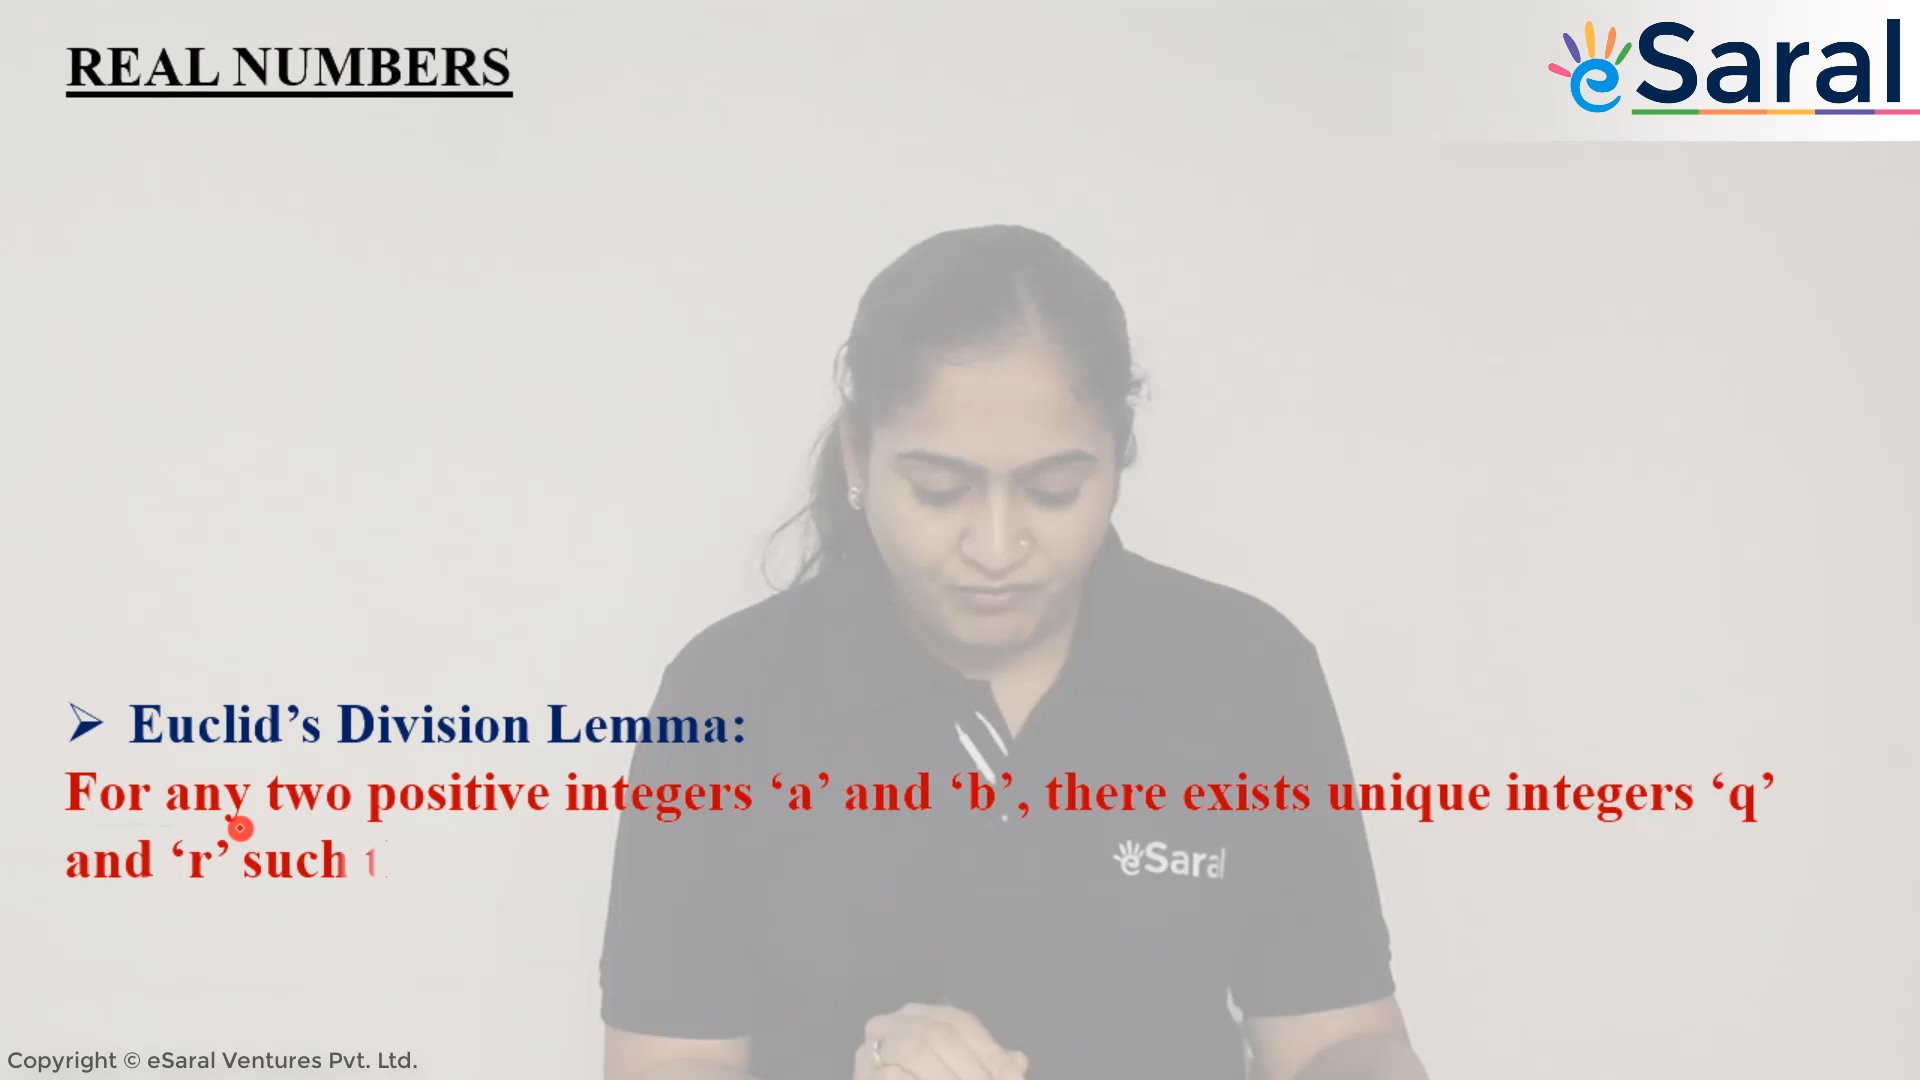 REAL NUMBERS
eSaral
➢ Euclid’s Division Lemma:
For any two positive integers ‘a’ and ‘b’, there exists unique integers ‘q’
and ‘r’ such
eSaral
Copyright © eSaral Ventures Pvt. Ltd.